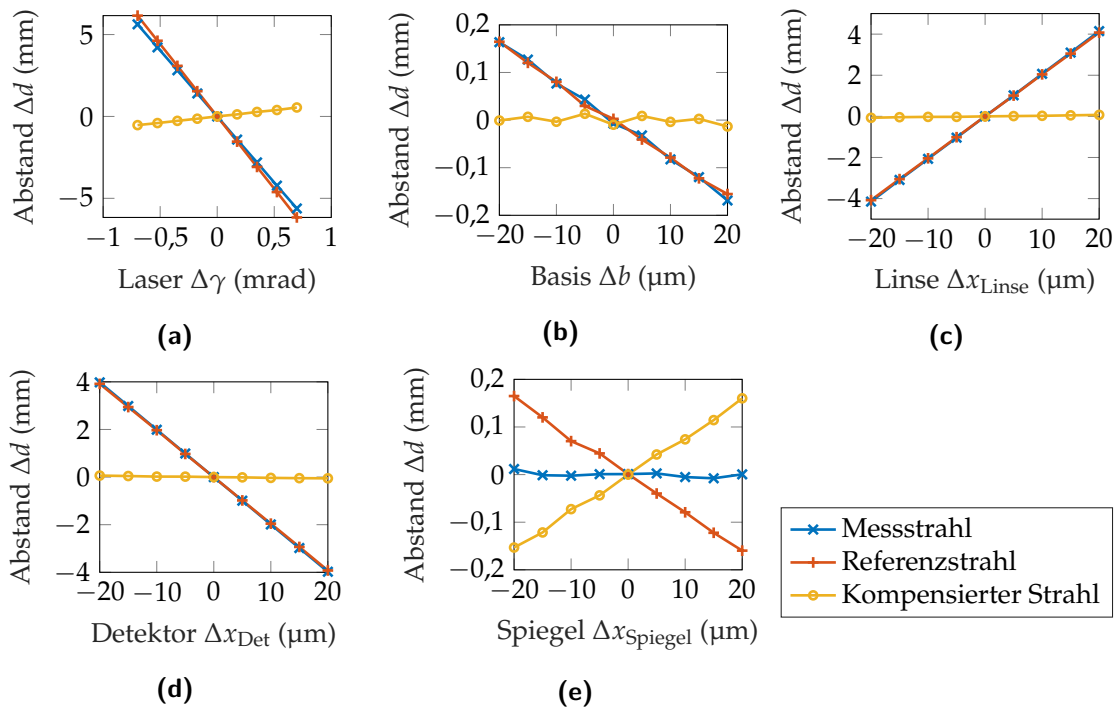 Abstand Δd (mm)
5
0
−5
−1
−0,5
0
0,5
1
Laser Δγ (mrad)
(a)
Abstand Δd (mm)
0,2
0,1
0
−0,1
−0,2
−20
−10
0
10
20
Basis Δb (µm)
(b)
Abstand Δd (mm)
4
2
0
−2
−4
−20
−10
0
10
20
Linse Δx_Linse (µm)
(c)
Abstand Δd (mm)
4
2
0
−2
−4
−20
−10
0
10
20
Detektor Δx_Det (µm)
(d)
Abstand Δd (mm)
0,2
0,1
0
−0,1
−0,2
−20
−10
0
10
20
Spiegel Δx_Spiegel (µm)
(e)
Messstrahl
Referenzstrahl
Kompensierter Strahl